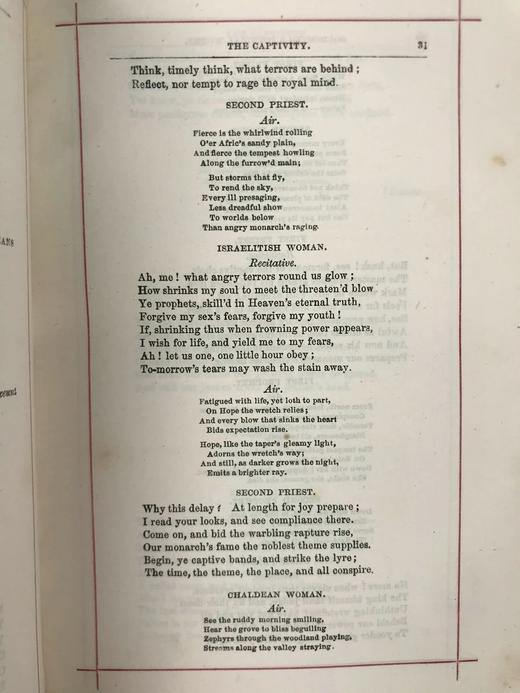 THE CAPTIVITY. 31
Think, timely think, what terrors are behind;
Reflect, nor tempt to rage the royal mind.
SECOND PRIEST.
Air.
Fierce is the whirlwind rolling
O'er Afric's sandy plain,
And fierce the tempest howling
Along the furrow'd main;
But storms that fly,
To rend the sky,
Every ill presaging,
Less dreadful show
To worlds below
Than angry monarch's raging.
ISRAELITISH WOMAN.
Recitative.
Ah, me! what angry terrors round us glow;
How shrinks my soul to meet the threaten'd blow
Ye prophets, skill'd in Heaven's eternal truth,
Forgive my sex's fears, forgive my youth!
If, shrinking thus when frowning power appears,
I wish for life, and yield me to my fears,
Ah! let us one, one little hour obey;
To-morrow's tears may wash the stain away.
Air.
Fatigued with life, yet loth to part,
On Hope the wretch relies;
And every blow that sinks the heart
Bids expectation rise.
Hope, like the taper's gleamy light,
Adorns the wretch's way;
And still, as darker grows the night,
Emits a brighter ray.
SECOND PRIEST.
Why this delay? At length for joy prepare;
I read your looks, and see compliance there.
Come on, and bid the warbling rapture rise,
Our monarch's fame the noblest theme supplies.
Begin, ye captive bands, and strike the lyre;
The time, the theme, the place, and all conspire.
CHALDEAN WOMAN.
Air.
See the ruddy morning smiling,
Hear the grove to bliss beguiling
Zephyrs through the woodland playing,
Streams along the valley straying.